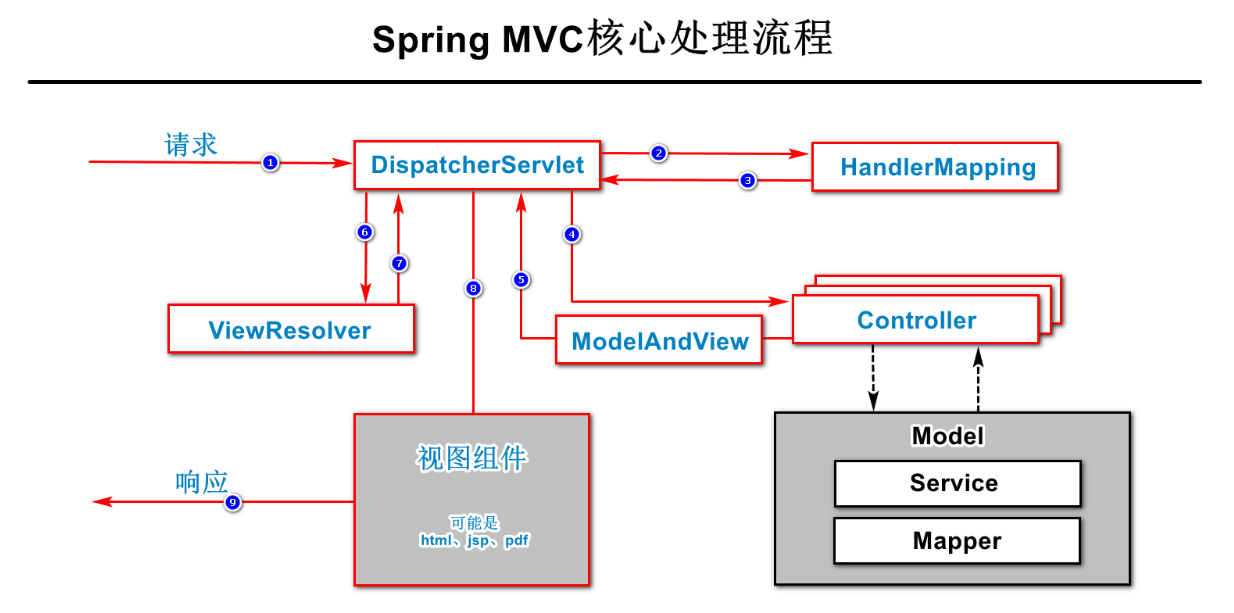 Spring MVC核心处理流程
请求
1
DispatcherServlet
2
HandlerMapping
3
6
7
8
5
4
ViewResolver
ModelAndView
Controller
视图组件
可能是
html、jsp、pdf
响应
9
Model
Service
Mapper